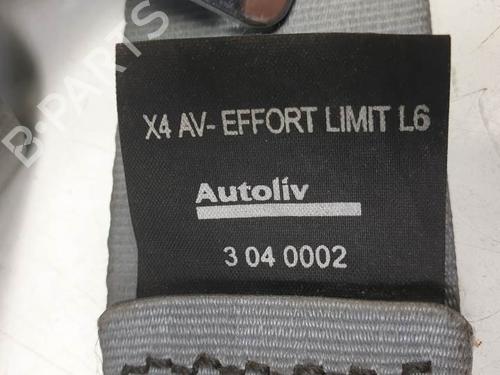 B-PARTS
X4 AV- EFFORT LIMIT L6
Autoliv
3 04 0002